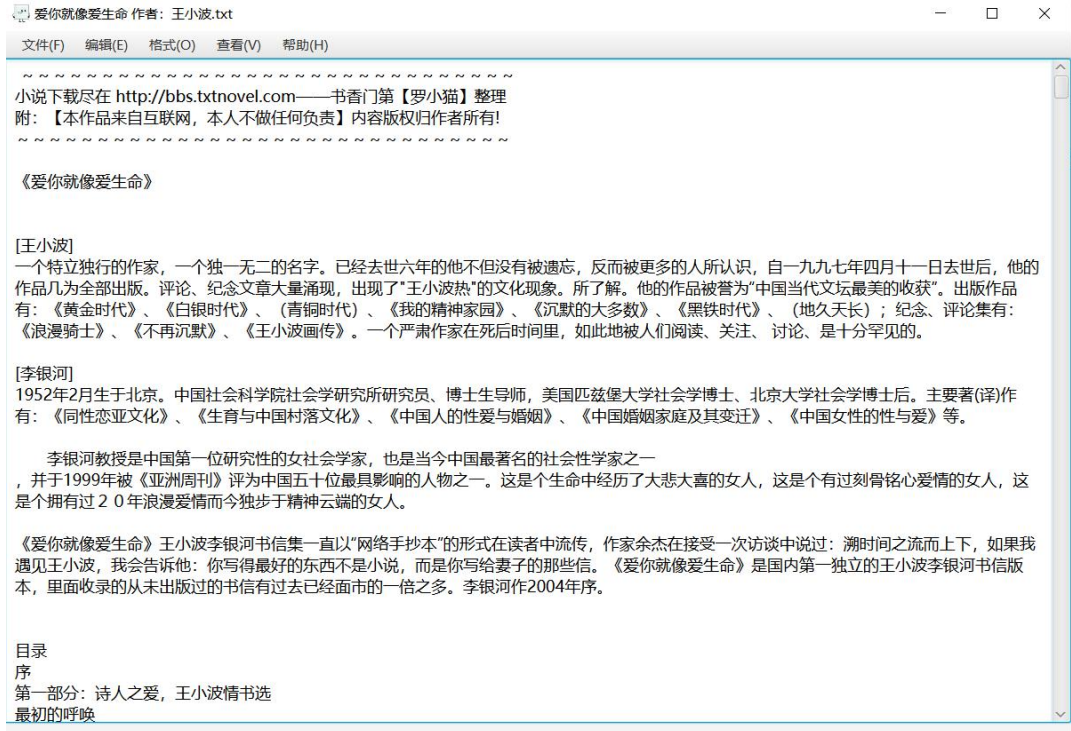 爱你就像爱生命 作者：王小波.txt
文件(F) 编辑(E) 格式(O) 查看(V) 帮助(H)
～～～～～～～～～～～～～～～～～～～～～～～～～～～～～～～
小说下载尽在 http://bbs.txtnovel.com——书香门第【罗小猫】整理
附：【本作品来自互联网，本人不做任何负责】内容版权归作者所有!
～～～～～～～～～～～～～～～～～～～～～～～～～～～～～～～
《爱你就像爱生命》
[王小波]
一个特立独行的作家，一个独一无二的名字。已经去世六年的他不但没有被遗忘，反而被更多的人所认识，自一九九七年四月十一日去世后，他的
作品几为全部出版。评论、纪念文章大量涌现，出现了"王小波热"的文化现象。所了解。他的作品被誉为“中国当代文坛最美的收获”。出版作品
有：《黄金时代》、《白银时代》、（青铜时代）、《我的精神家园》、《沉默的大多数》、《黑铁时代》、（地久天长）；纪念、评论集有：
《浪漫骑士》、《不再沉默》、《王小波画传》。一个严肃作家在死后时间里，如此地被人们阅读、关注、 讨论、是十分罕见的。
[李银河]
1952年2月生于北京。中国社会科学院社会学研究所研究员、博士生导师，美国匹兹堡大学社会学博士、北京大学社会学博士后。主要著(译)作
有：《同性恋亚文化》、《生育与中国村落文化》、《中国人的性爱与婚姻》、《中国婚姻家庭及其变迁》、《中国女性的性与爱》等。
李银河教授是中国第一位研究性的女社会学家，也是当今中国最著名的社会性学家之一
，并于1999年被《亚洲周刊》评为中国五十位最具影响的人物之一。这是个生命中经历了大悲大喜的女人，这是个有过刻骨铭心爱情的女人，这
是个拥有过２０年浪漫爱情而今独步于精神云端的女人。
《爱你就像爱生命》王小波李银河书信集一直以“网络手抄本”的形式在读者中流传，作家余杰在接受一次访谈中说过：溯时间之流而上下，如果我
遇见王小波，我会告诉他：你写得最好的东西不是小说，而是你写给妻子的那些信。《爱你就像爱生命》是国内第一独立的王小波李银河书信版
本，里面收录的从未出版过的书信有过去已经面市的一倍之多。李银河作2004年序。
目录
序
第一部分：诗人之爱，王小波情书选
最初的呼唤